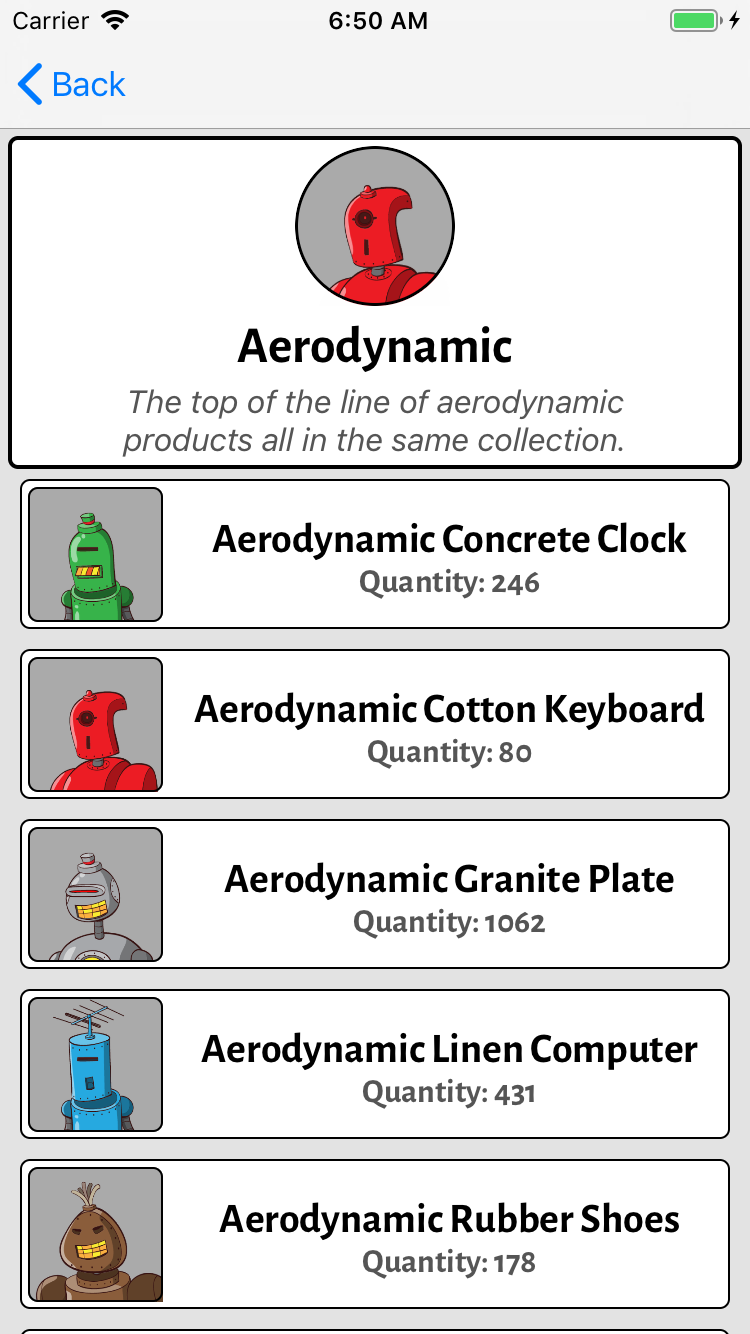 Carrier 6:50 AM
Back
Aerodynamic
The top of the line of aerodynamic
products all in the same collection.
Aerodynamic Concrete Clock
Quantity: 246
Aerodynamic Cotton Keyboard
Quantity: 80
Aerodynamic Granite Plate
Quantity: 1062
Aerodynamic Linen Computer
Quantity: 431
Aerodynamic Rubber Shoes
Quantity: 178